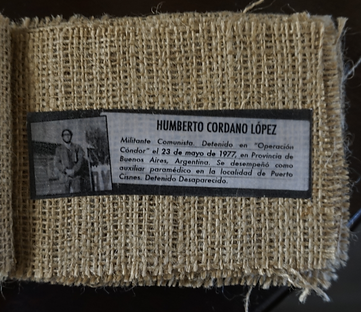 HUMBERTO CORDANO LÓPEZ
Militante Comunista. Detenido en "Operación
Cóndor" el 23 de mayo de 1977, en Provincia de
Buenos Aires, Argentina. Se desempeñó como
auxiliar paramédico en la localidad de Puerto
Cisnes. Detenido Desaparecido.